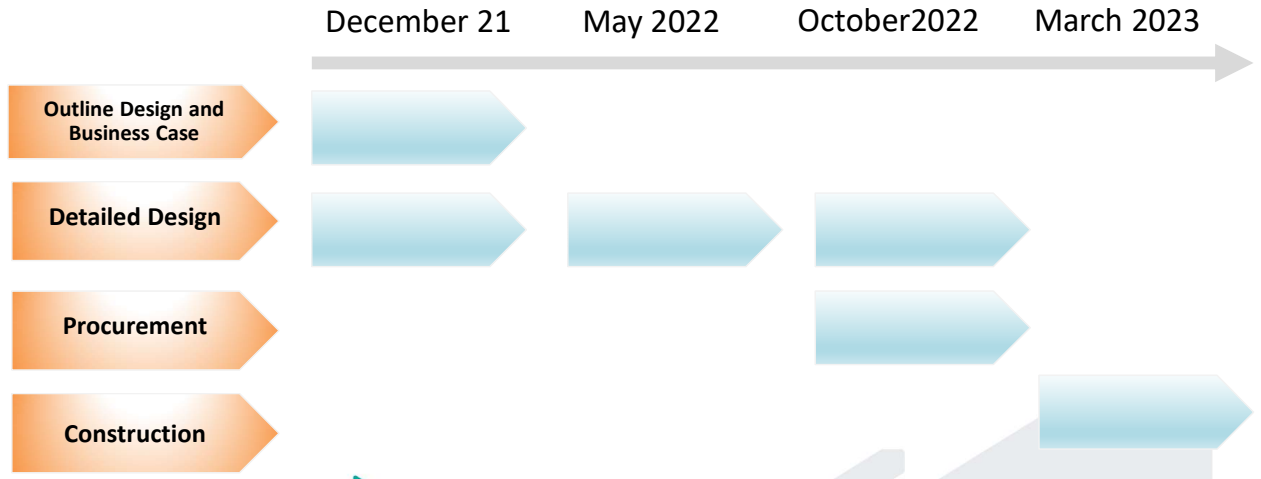 December 21 May 2022 October2022 March 2023
Outline Design and
Business Case
Detailed Design
Procurement
Construction